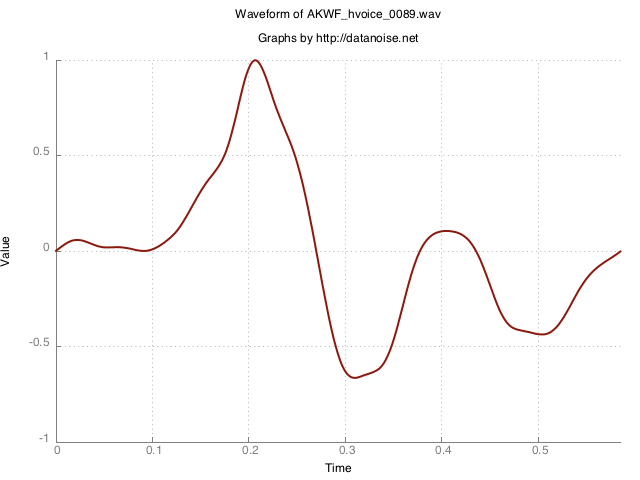 Waveform of AKWF_hvoice_0089.wav
Graphs by http://datanoise.net
1
0.5
0
-0.5
-1
Value
0 0.1 0.2 0.3 0.4 0.5
Time